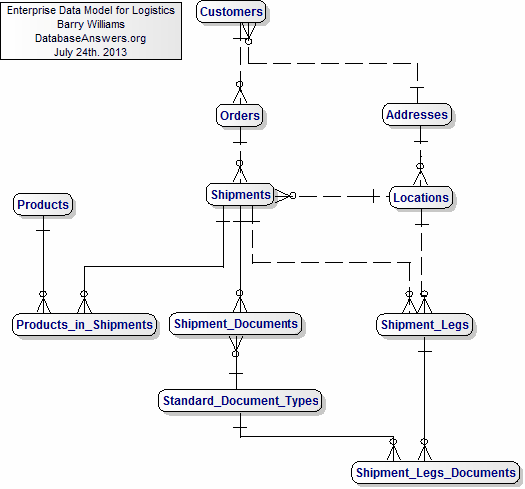 Enterprise Data Model for Logistics
Barry Williams
DatabaseAnswers.org
July 24th. 2013
Customers
Orders
Addresses
Shipments
Locations
Products
Products_in_Shipments
Shipment_Documents
Shipment_Legs
Standard_Document_Types
Shipment_Legs_Documents